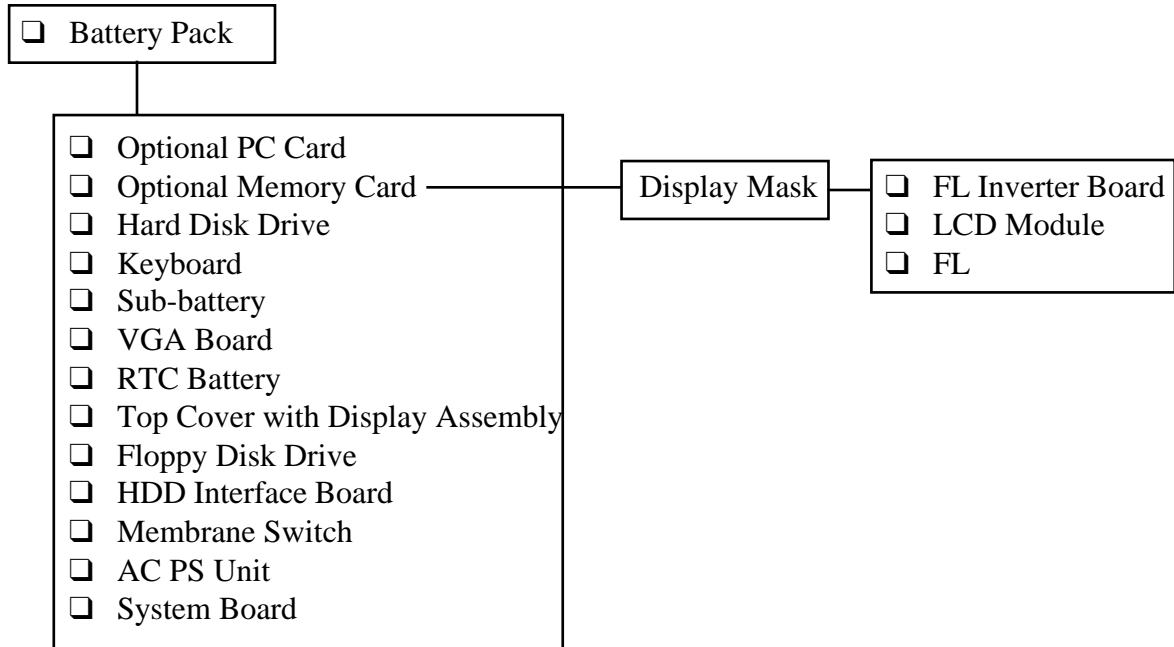 ❑ Battery Pack
❑ Optional PC Card
❑ Optional Memory Card
❑ Hard Disk Drive
❑ Keyboard
❑ Sub-battery
❑ VGA Board
❑ RTC Battery
❑ Top Cover with Display Assembly
❑ Floppy Disk Drive
❑ HDD Interface Board
❑ Membrane Switch
❑ AC PS Unit
❑ System Board
Display Mask
❑ FL Inverter Board
❑ LCD Module
❑ FL